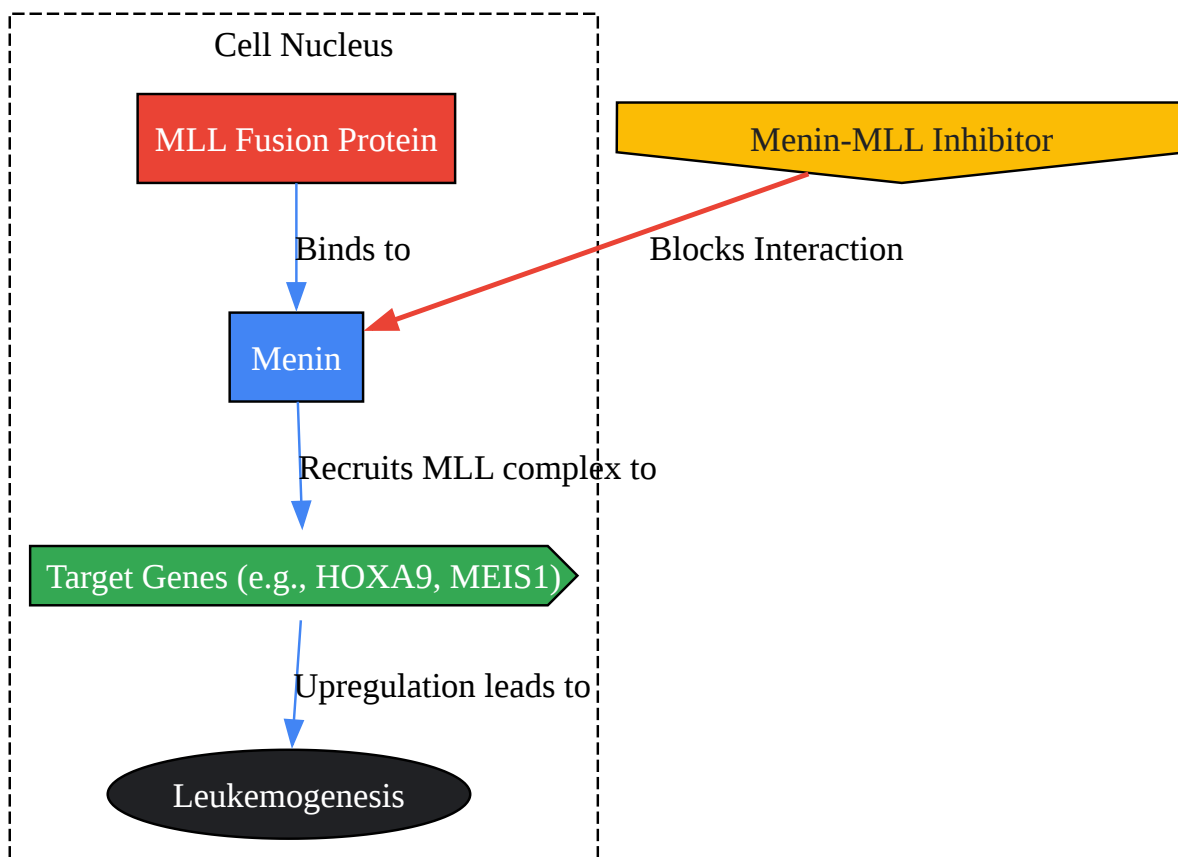 Cell Nucleus
MLL Fusion Protein
Menin-MLL Inhibitor
Binds to
Blocks Interaction
Menin
Recruits MLL complex to
Target Genes (e.g., HOXA9, MEIS1)
Upregulation leads to
Leukemogenesis